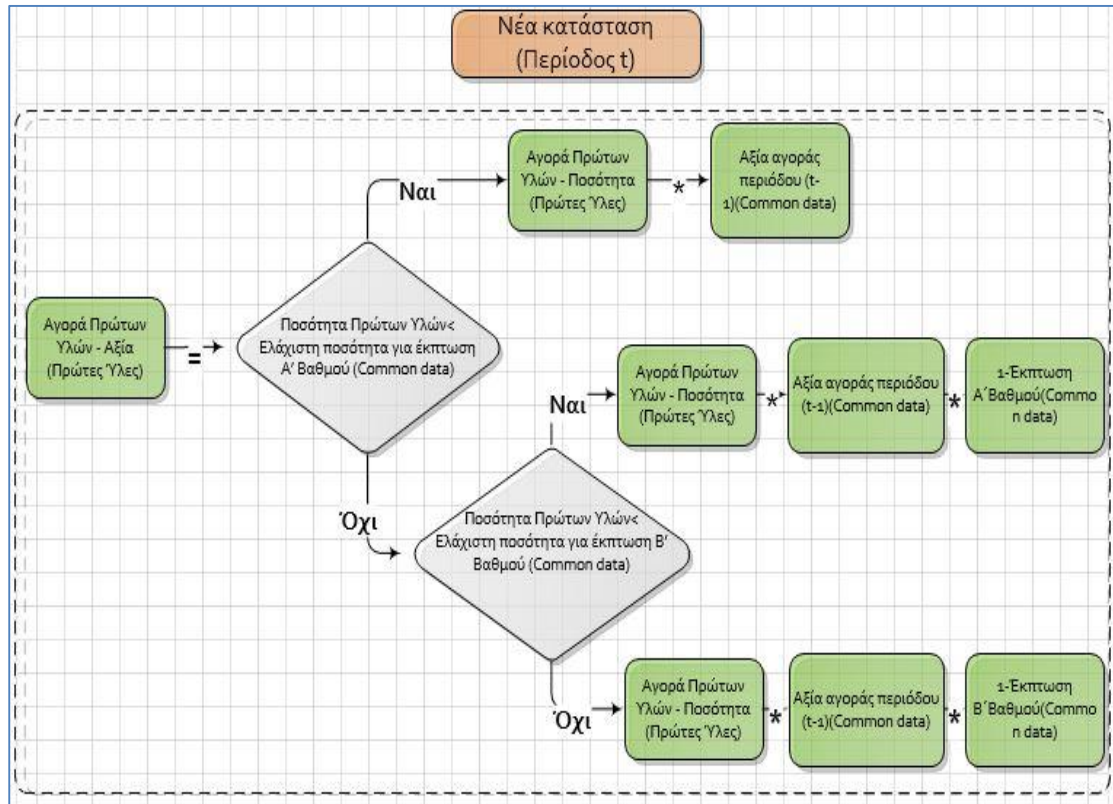 Νέα κατάσταση
(Περίοδος t)
Αγορά Πρώτων
Υλών - Ποσότητα
(Πρώτες Ύλες)
*
Αξία αγοράς
περιόδου (t-
1)(Common data)
Ναι
Αγορά Πρώτων
Υλών - Αξία
(Πρώτες Ύλες)
=
Ποσότητα Πρώτων Υλών<
Ελάχιστη ποσότητα για έκπτωση
Α’ Βαθμού (Common data)
Ναι
Αγορά Πρώτων
Υλών - Ποσότητα
(Πρώτες Ύλες)
*
Αξία αγοράς περιόδου
(t-1)(Common data)
*
1-Έκπτωση
Α΄Βαθμού(Commo
n data)
Όχι
Ποσότητα Πρώτων Υλών<
Ελάχιστη ποσότητα για έκπτωση Β’
Βαθμού (Common data)
Όχι
Αγορά Πρώτων
Υλών - Ποσότητα
(Πρώτες Ύλες)
*
Αξία αγοράς περιόδου
(t-1)(Common data)
*
1-Έκπτωση
Β΄Βαθμού(Commo
n data)